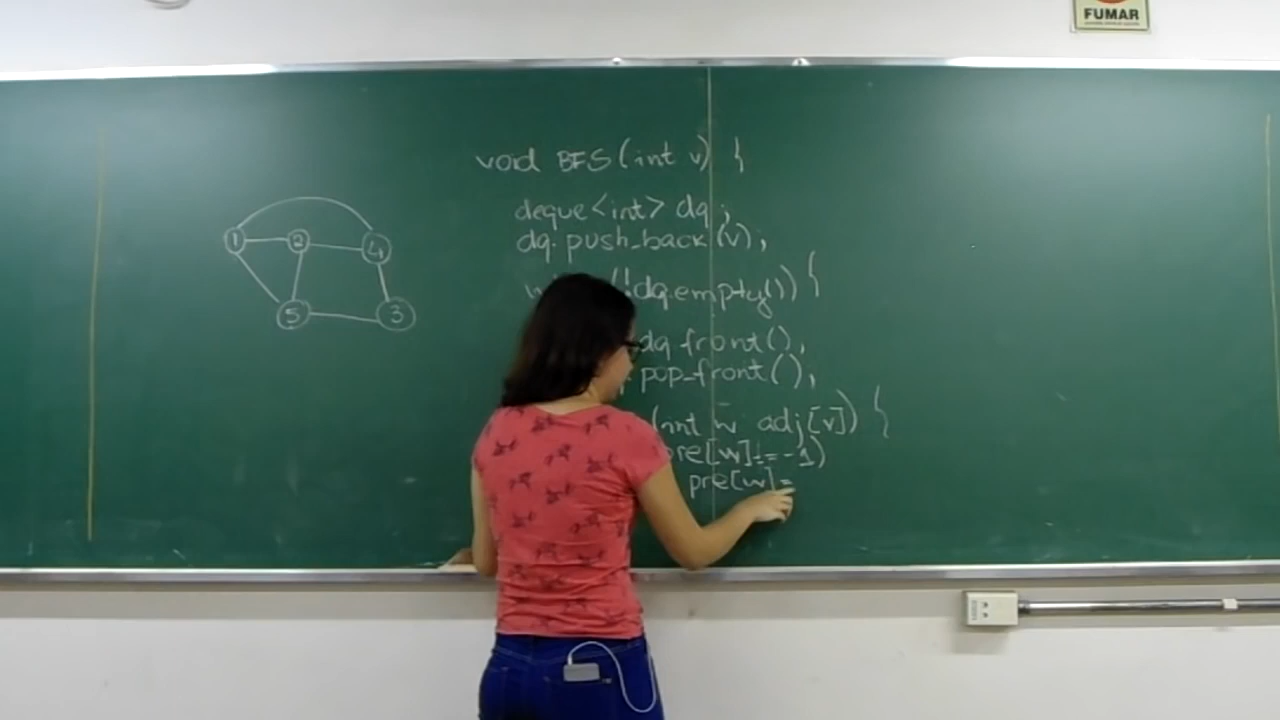 FUMAR
void BFS(int v) {
deque<int> dq;
dq.push_back(v);
(!dq.empty()) {
dq.front();
pop_front();
(int w adj[v]) {
pre[w]!=-1)
pre[w]=
1
2
4
5
3